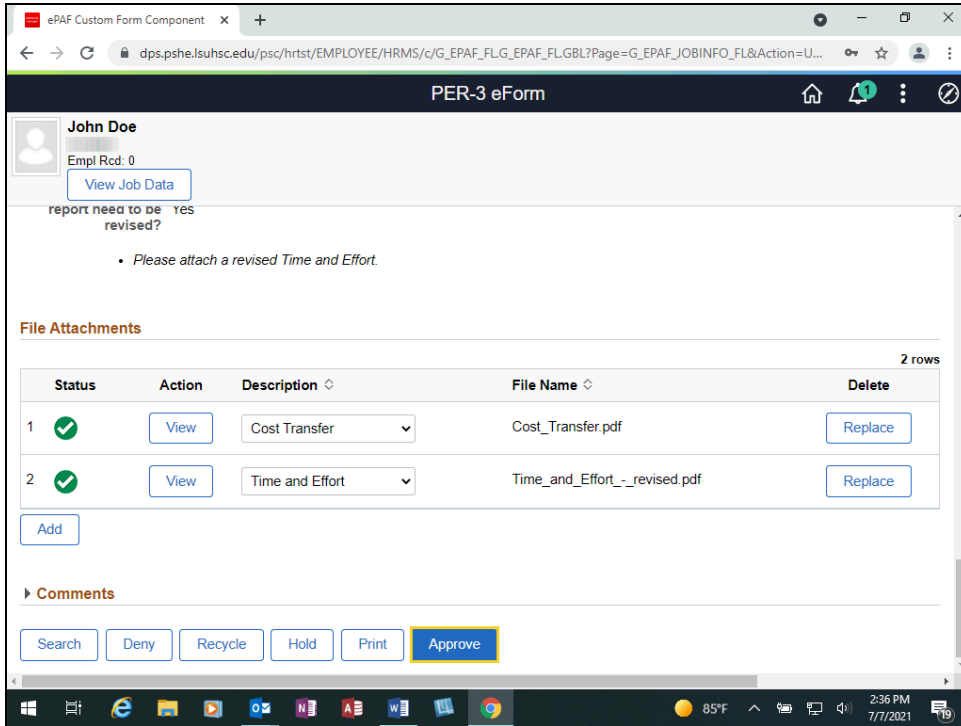 ePAF Custom Form Component
dps.pshe.lsuhsc.edu/psc/hrtst/EMPLOYEE/HRMS/c/G_EPAF_FL.G_EPAF_FL.GBL?Page=G_EPAF_JOBINFO_FL&Action=U...
PER-3 eForm
1
John Doe
Empl Rcd: 0
View Job Data
report need to be Yes
revised?
• Please attach a revised Time and Effort.
File Attachments
2 rows
Status Action Description File Name Delete
1 View Cost Transfer Cost_Transfer.pdf Replace
2 View Time and Effort Time_and_Effort_-_revised.pdf Replace
Add
Comments
Search Deny Recycle Hold Print Approve
85°F 2:36 PM
7/7/2021 19